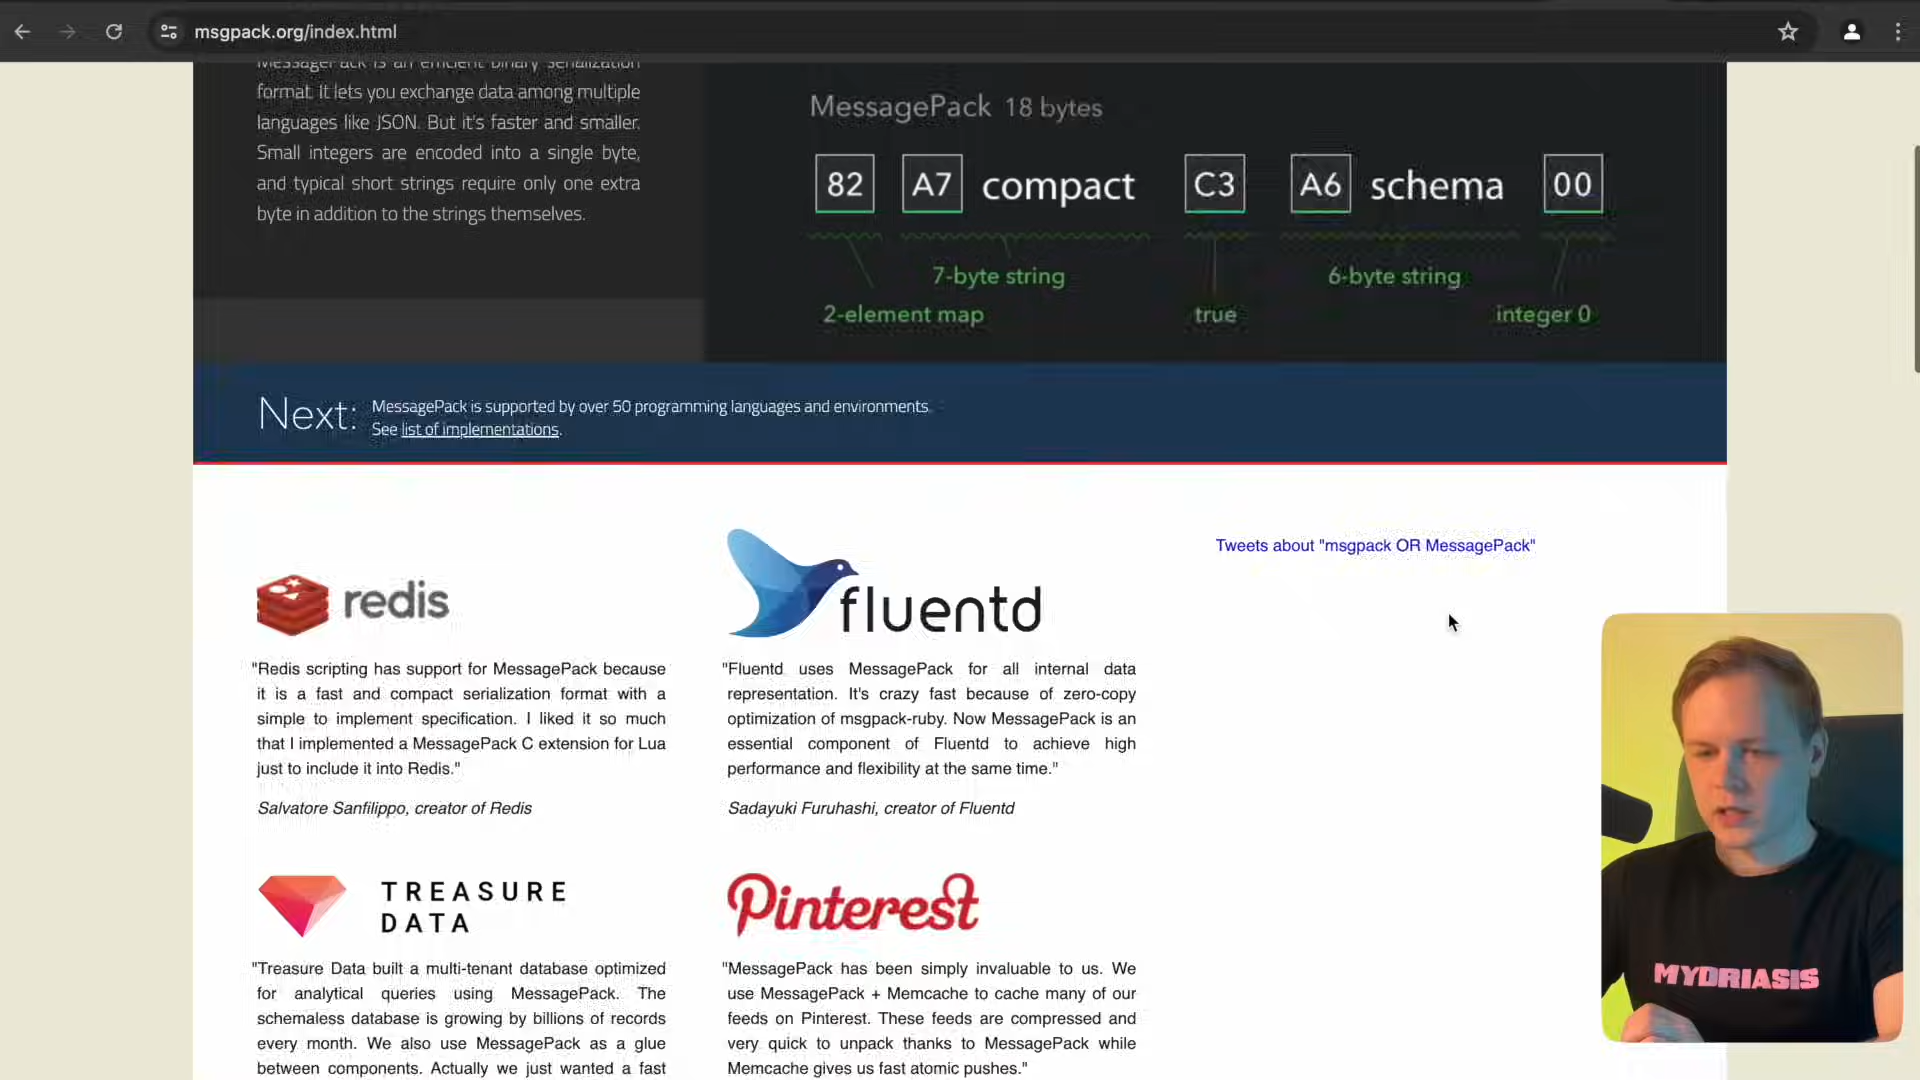 msgpack.org/index.html
MessagePack is an efficient binary serialization
format. It lets you exchange data among multiple
languages like JSON. But it's faster and smaller.
Small integers are encoded into a single byte,
and typical short strings require only one extra
byte in addition to the strings themselves.
MessagePack 18 bytes
82 A7 compact C3 A6 schema 00
7-byte string 6-byte string
2-element map true integer 0
Next: MessagePack is supported by over 50 programming languages and environments.
See list of implementations.
Tweets about "msgpack OR MessagePack"
redis
"Redis scripting has support for MessagePack because
it is a fast and compact serialization format with a
simple to implement specification. I liked it so much
that I implemented a MessagePack C extension for Lua
just to include it into Redis."
Salvatore Sanfilippo, creator of Redis
fluentd
"Fluentd uses MessagePack for all internal data
representation. It's crazy fast because of zero-copy
optimization of msgpack-ruby. Now MessagePack is an
essential component of Fluentd to achieve high
performance and flexibility at the same time."
Sadayuki Furuhashi, creator of Fluentd
TREASURE
DATA
"Treasure Data built a multi-tenant database optimized
for analytical queries using MessagePack. The
schemaless database is growing by billions of records
every month. We also use MessagePack as a glue
between components. Actually we just wanted a fast
Pinterest
"MessagePack has been simply invaluable to us. We
use MessagePack + Memcache to cache many of our
feeds on Pinterest. These feeds are compressed and
very quick to unpack thanks to MessagePack while
Memcache gives us fast atomic pushes."
MYDRIASIS